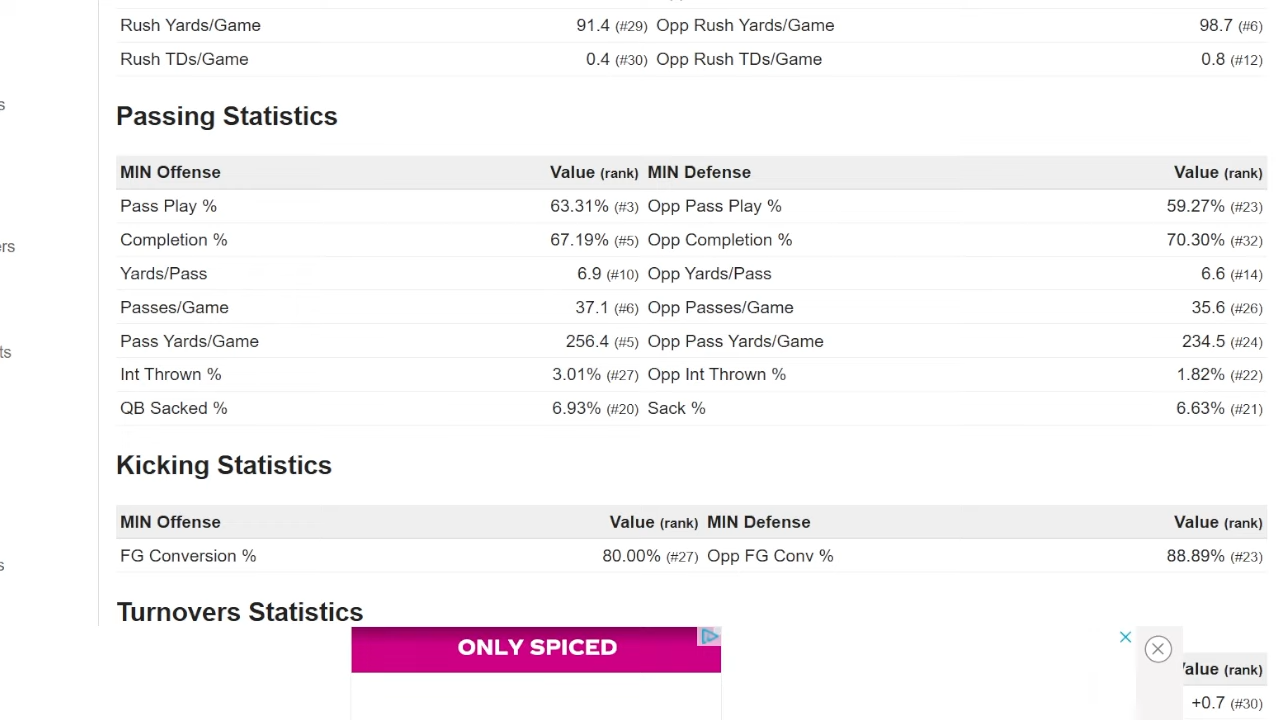 Rush Yards/Game 91.4 (#29) Opp Rush Yards/Game 98.7 (#6)
Rush TDs/Game 0.4 (#30) Opp Rush TDs/Game 0.8 (#12)
Passing Statistics
MIN Offense Value (rank) MIN Defense Value (rank)
Pass Play % 63.31% (#3) Opp Pass Play % 59.27% (#23)
Completion % 67.19% (#5) Opp Completion % 70.30% (#32)
Yards/Pass 6.9 (#10) Opp Yards/Pass 6.6 (#14)
Passes/Game 37.1 (#6) Opp Passes/Game 35.6 (#26)
Pass Yards/Game 256.4 (#5) Opp Pass Yards/Game 234.5 (#24)
Int Thrown % 3.01% (#27) Opp Int Thrown % 1.82% (#22)
QB Sacked % 6.93% (#20) Sack % 6.63% (#21)
Kicking Statistics
MIN Offense Value (rank) MIN Defense Value (rank)
FG Conversion % 80.00% (#27) Opp FG Conv % 88.89% (#23)
Turnovers Statistics
ONLY SPICED
Value (rank)
+0.7 (#30)